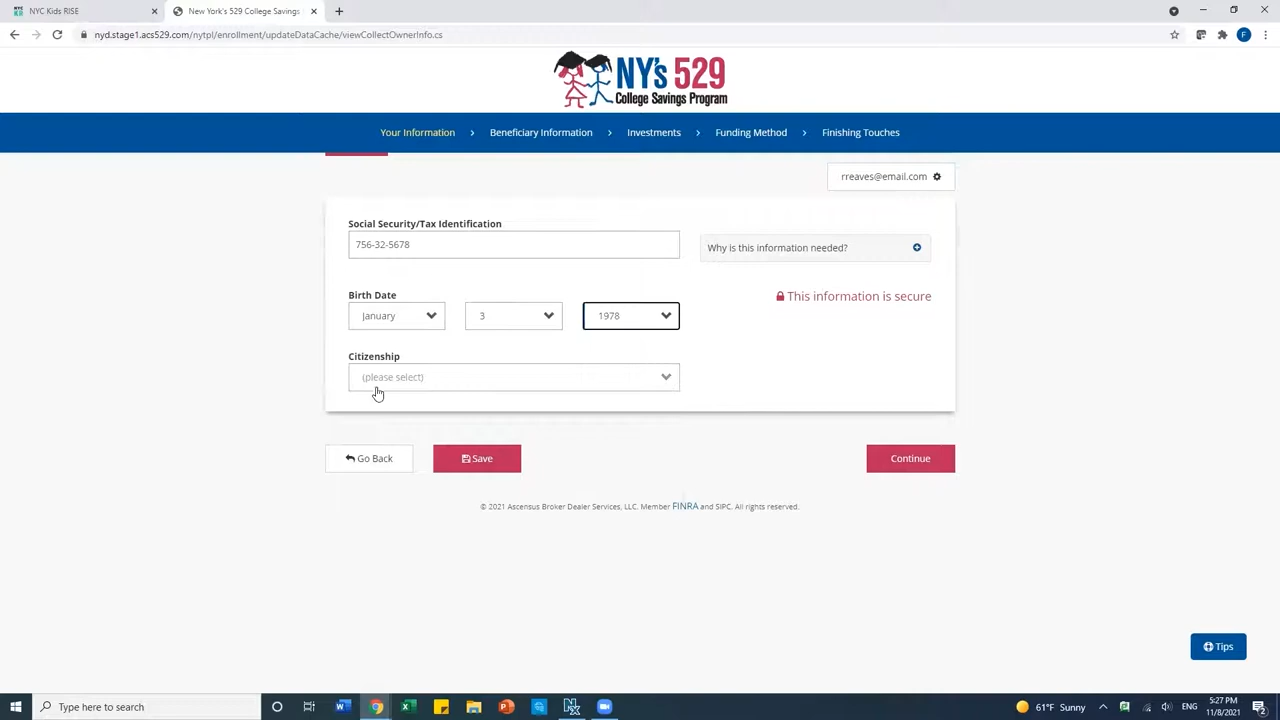 NYC Kids RISE
New York's 529 College Savings
nyd.stage1.acs529.com/nytpl/enrollment/updateDataCache/viewCollectOwnerInfo.cs
F
NY's 529
College Savings Program
Your Information
Beneficiary Information
Investments
Funding Method
Finishing Touches
rreaves@email.com
Social Security/Tax Identification
756-32-5678
Why is this information needed?
Birth Date
This information is secure
January
3
1978
Citizenship
(please select)
Go Back
Save
Continue
© 2021 Ascensus Broker Dealer Services, LLC. Member FINRA and SIPC. All rights reserved.
Tips
Type here to search
61°F Sunny
ENG
5:27 PM
11/8/2021
2